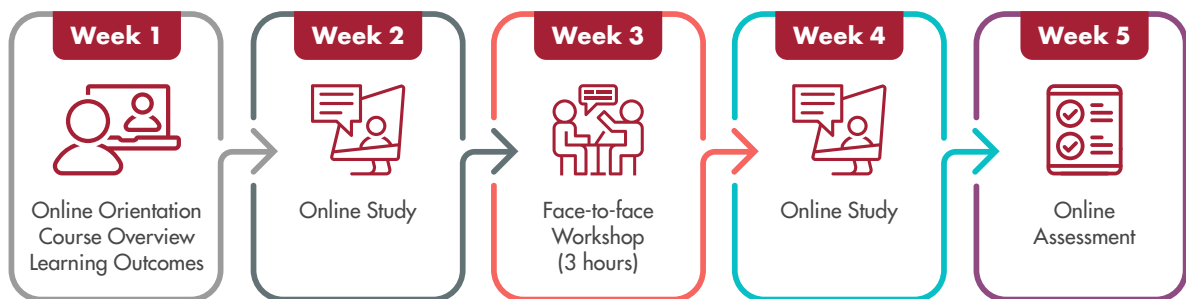 Week 1
Online Orientation
Course Overview
Learning Outcomes
Week 2
Online Study
Week 3
Face-to-face
Workshop
(3 hours)
Week 4
Online Study
Week 5
Online
Assessment